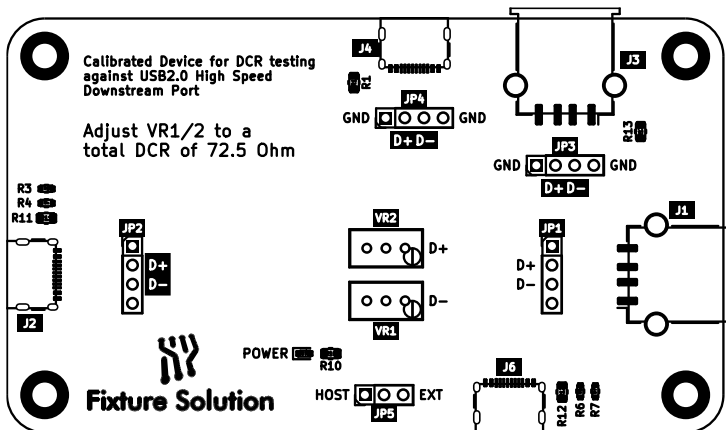 Calibrated Device for DCR testing
against USB2.0 High Speed
Downstream Port
Adjust VR1/2 to a
total DCR of 72.5 Ohm
J4
R1
JP4
GND
GND
D+ D-
J3
R13
JP3
GND
GND
D+ D-
R3
R4
R11
J2
JP2
D+
D-
VR2
D+
D-
VR1
JP1
D+
D-
J1
POWER
R10
Fixture Solution
HOST
EXT
JP5
J6
R12
R6
R7